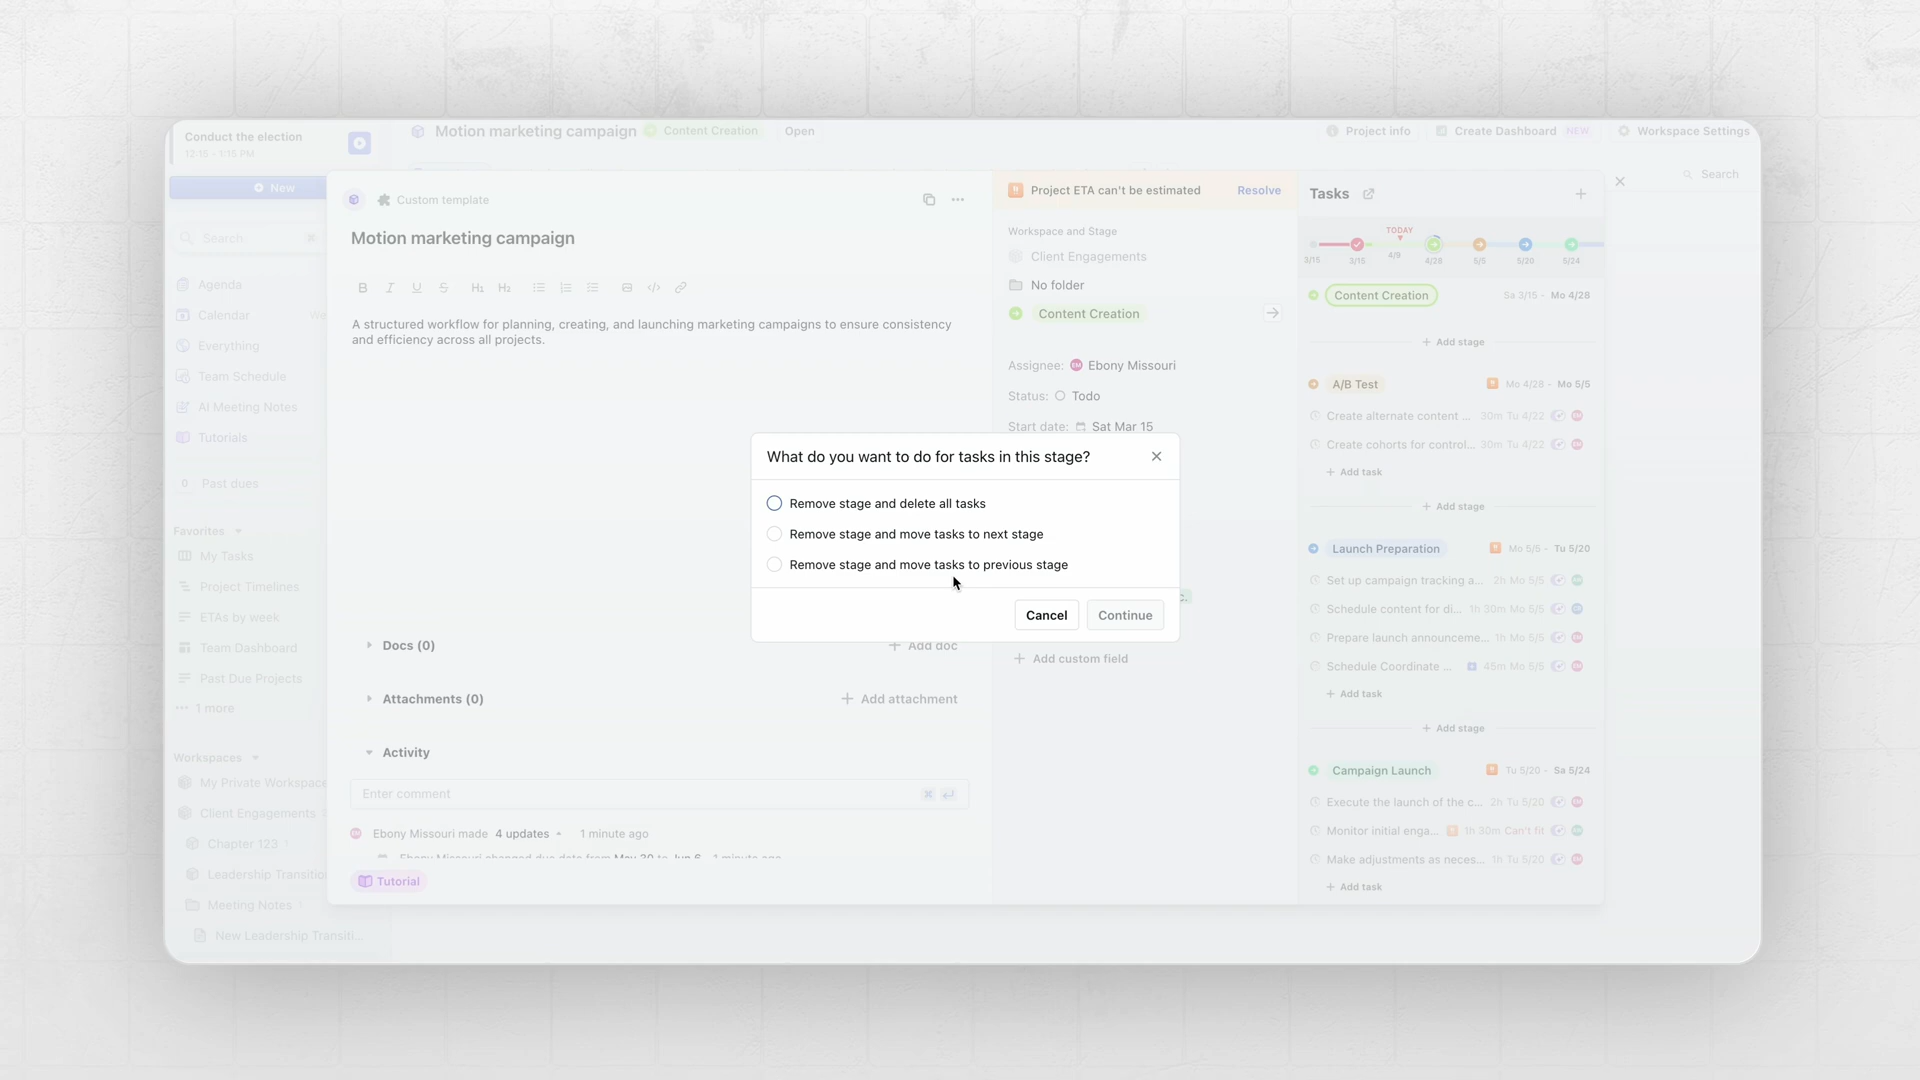 Conduct the election
12:15 - 1:15 PM
Motion marketing campaign
Content Creation
Open
Project info
Create Dashboard NEW
Workspace Settings
New
Search
Search
Agenda
Calendar
Everything
Team Schedule
AI Meeting Notes
Tutorials
0 Past dues
Favorites
My Tasks
Project Timelines
ETAs by week
Team Dashboard
Past Due Projects
1 more
Workspaces
My Private Workspace
Client Engagements
Chapter 123
Leadership Transitio
Meeting Notes
New Leadership Transiti...
Custom template
Motion marketing campaign
B I U S H1 H2
A structured workflow for planning, creating, and launching marketing campaigns to ensure consistency
and efficiency across all projects.
Docs (0)
Add doc
Attachments (0)
Add attachment
Activity
Enter comment
Ebony Missouri made 4 updates 1 minute ago
Ebony Missouri changed due date from May 30 to Jun 6 1 minute ago
Tutorial
Project ETA can't be estimated
Resolve
Workspace and Stage
Client Engagements
No folder
Content Creation
Assignee: EM Ebony Missouri
Status: Todo
Start date: Sat Mar 15
Add custom field
What do you want to do for tasks in this stage?
Remove stage and delete all tasks
Remove stage and move tasks to next stage
Remove stage and move tasks to previous stage
Cancel
Continue
Tasks
TODAY
3/15 3/15 4/9 4/28 5/5 5/20 5/24
Content Creation
Sa 3/15 - Mo 4/28
Add stage
A/B Test
Mo 4/28 - Mo 5/5
Create alternate content ... 30m Tu 4/22
Create cohorts for control... 30m Tu 4/22
Add task
Add stage
Launch Preparation
Mo 5/5 - Tu 5/20
Set up campaign tracking a... 2h Mo 5/5
Schedule content for di... 1h 30m Mo 5/5
Prepare launch announceme... 1h Mo 5/5
Schedule Coordinate ... 45m Mo 5/5
Add task
Add stage
Campaign Launch
Tu 5/20 - Sa 5/24
Execute the launch of the c... 2h Tu 5/20
Monitor initial enga... 1h 30m Can't fit
Make adjustments as neces... 1h Tu 5/20
Add task